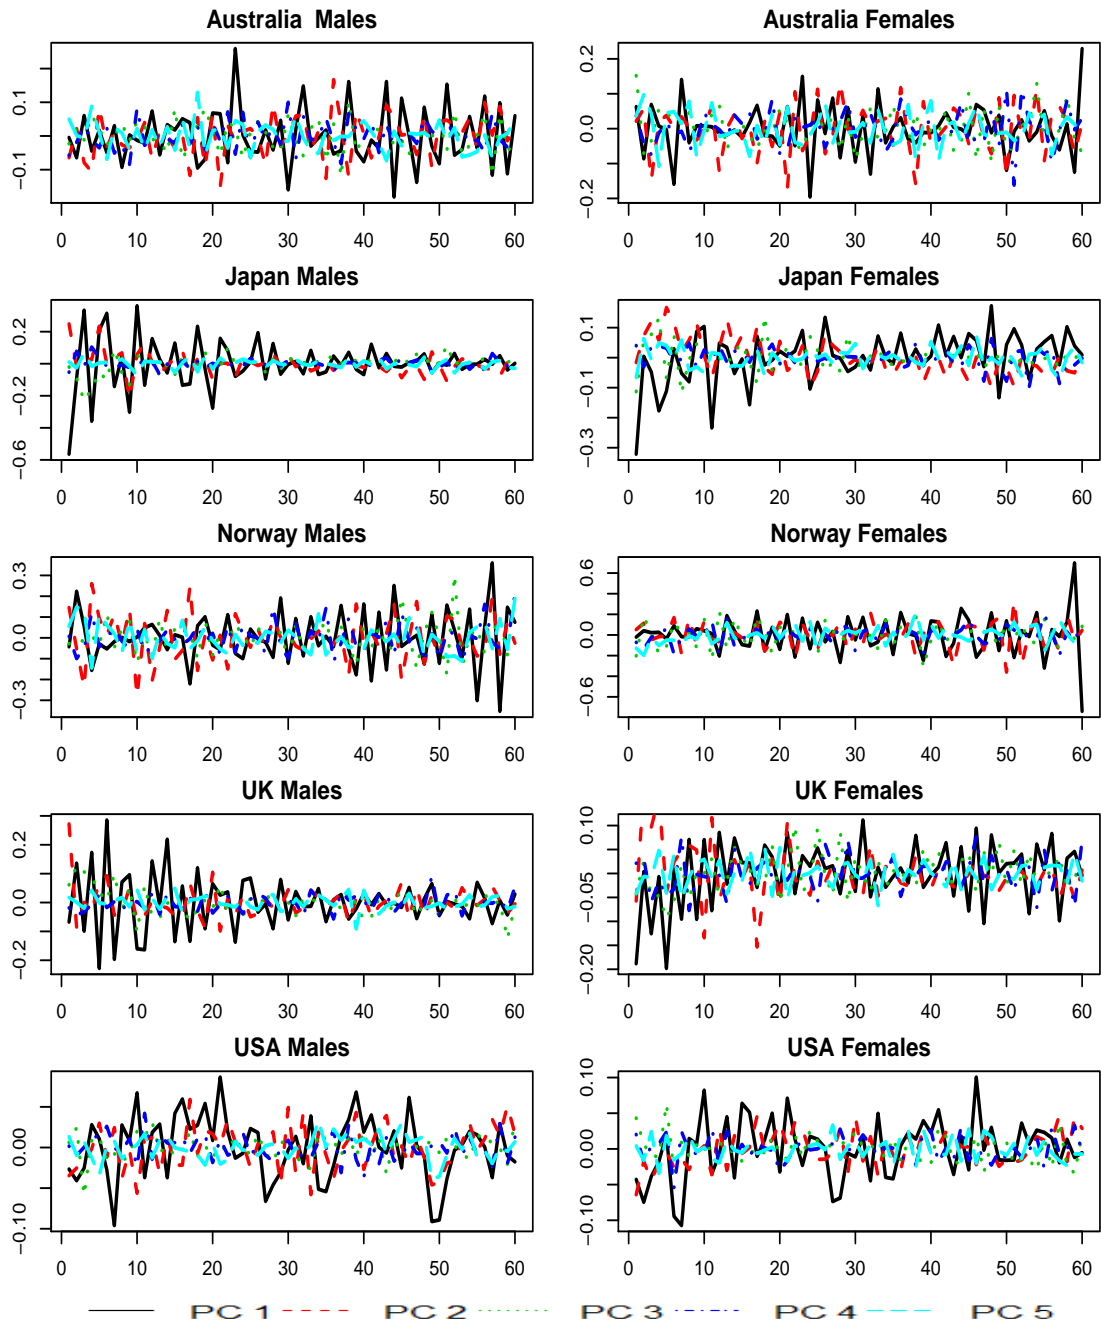 Australia Males
Australia Females
0.1
−0.1
0 10 20 30 40 50 60
0.2
0.0
−0.2
0 10 20 30 40 50 60
Japan Males
Japan Females
0.2
−0.2
−0.6
0 10 20 30 40 50 60
0.1
−0.1
−0.3
0 10 20 30 40 50 60
Norway Males
Norway Females
0.3
0.0
−0.3
0 10 20 30 40 50 60
0.6
0.0
−0.6
0 10 20 30 40 50 60
UK Males
UK Females
0.2
0.0
−0.2
0 10 20 30 40 50 60
0.10
−0.05
−0.20
0 10 20 30 40 50 60
USA Males
USA Females
0.00
−0.10
0 10 20 30 40 50 60
0.10
0.00
−0.10
0 10 20 30 40 50 60
PC 1 PC 2 PC 3 PC 4 PC 5